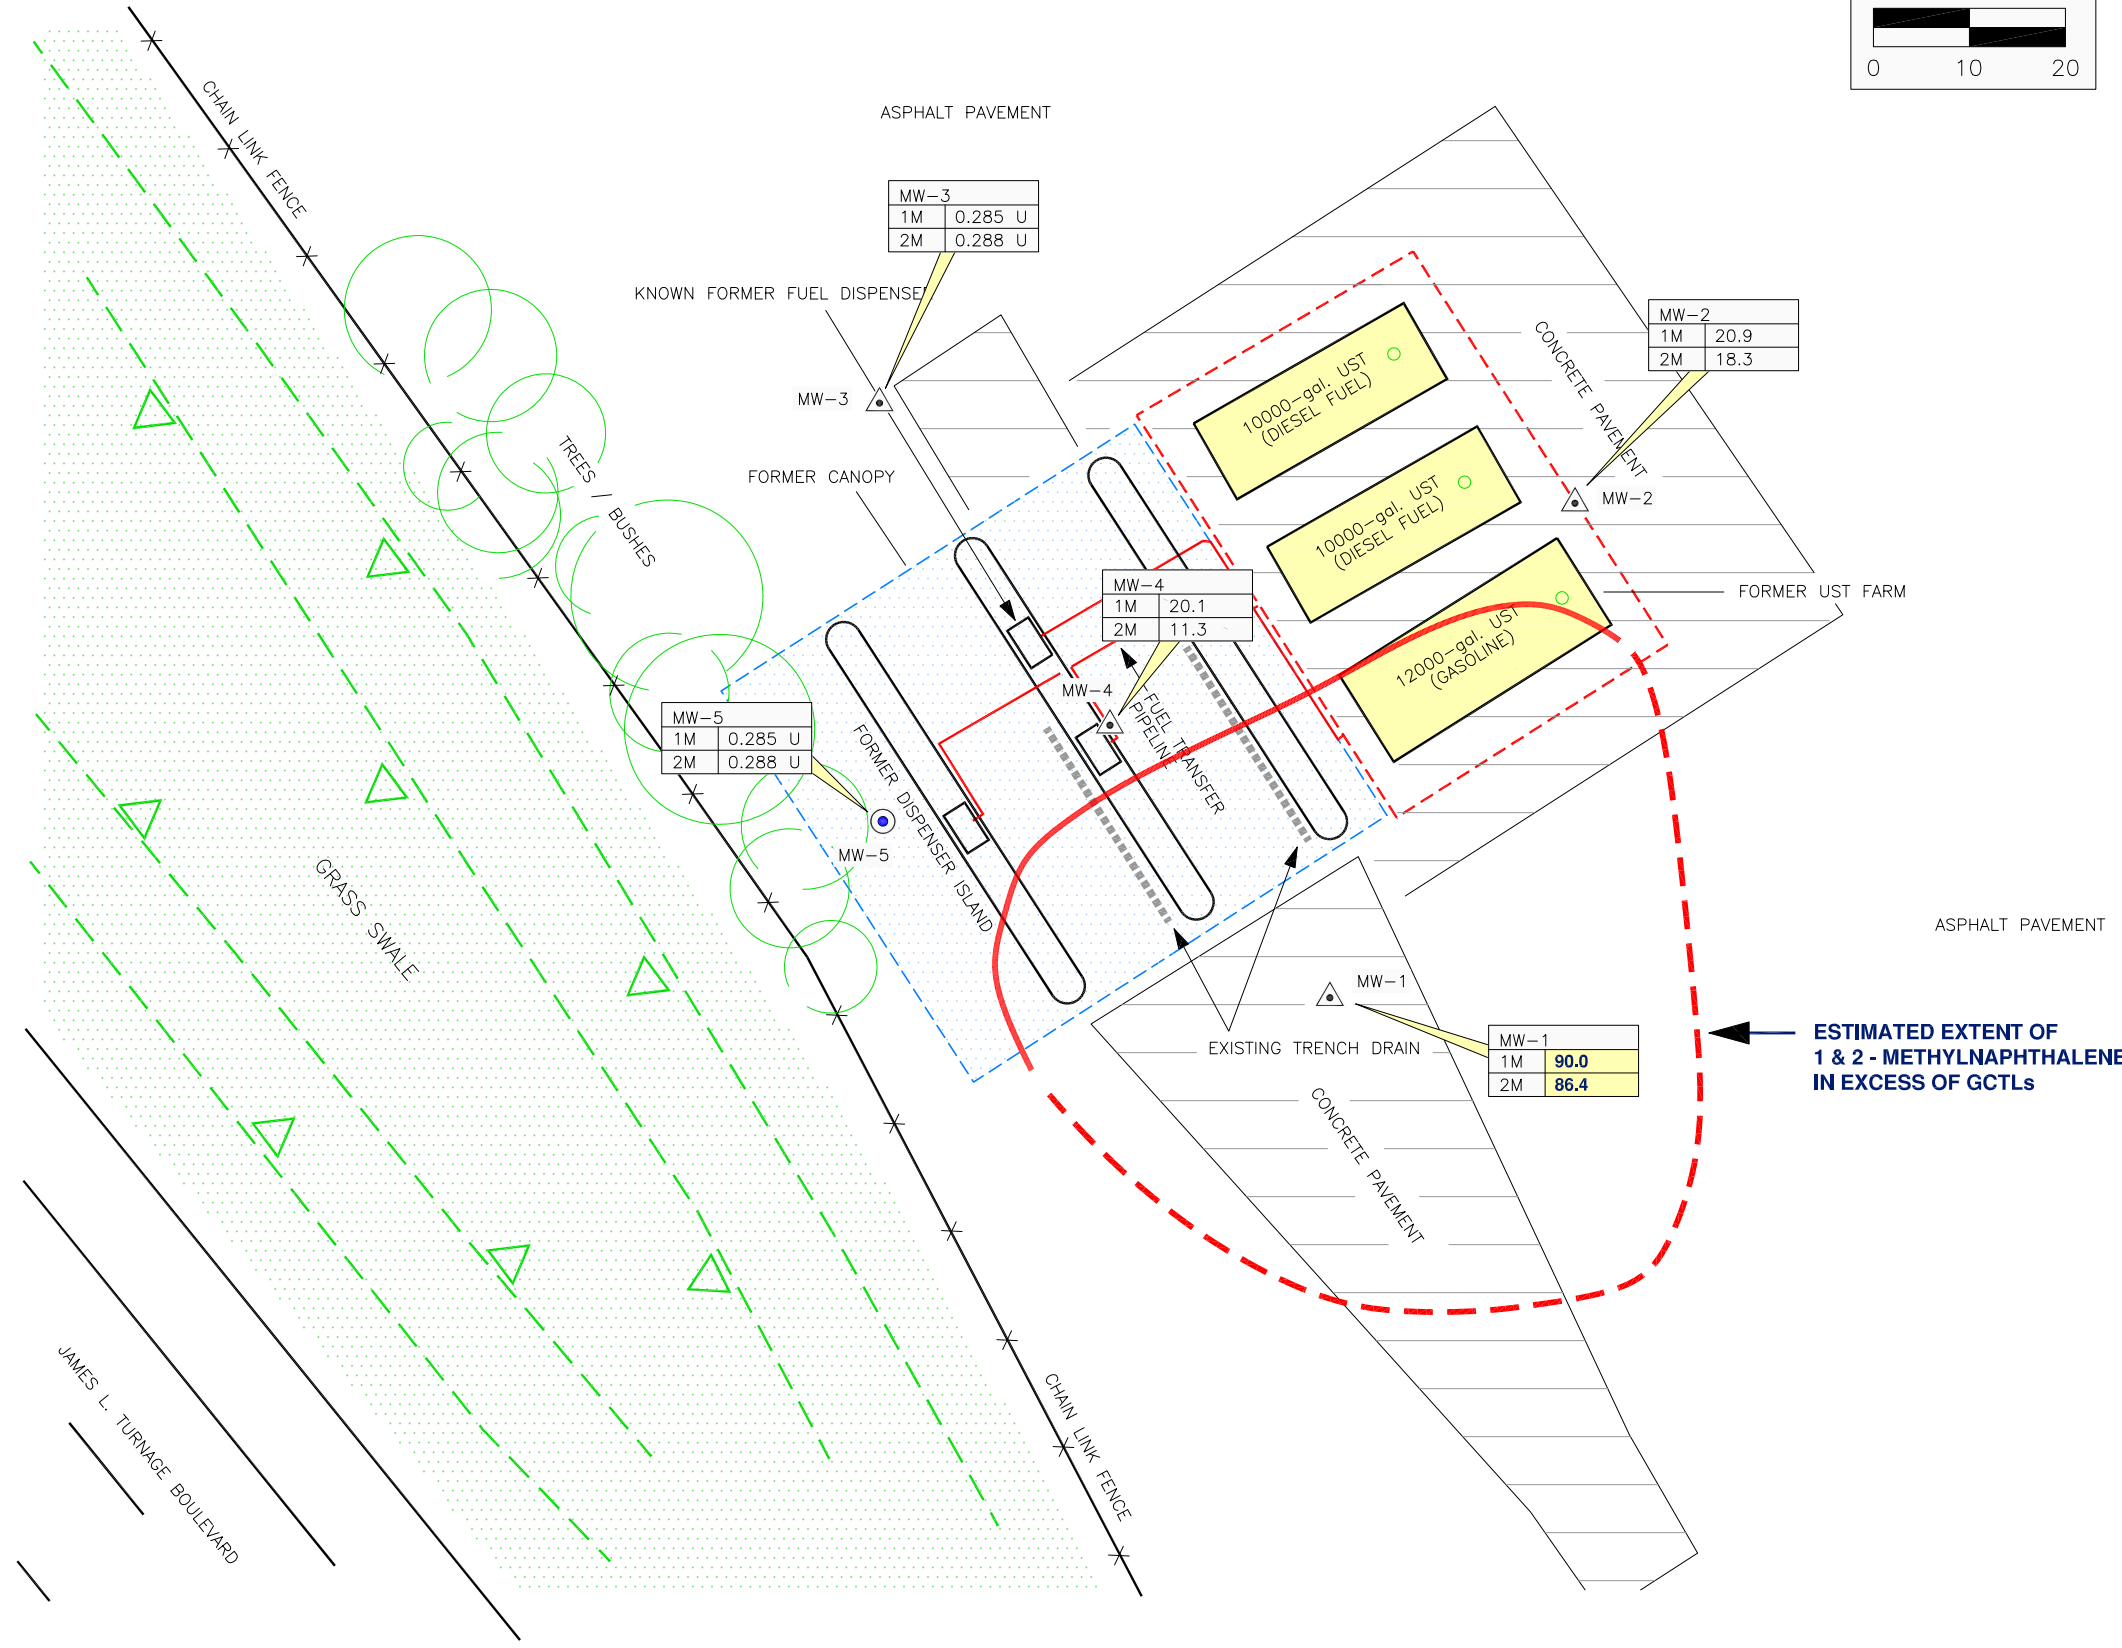 0 10 20
ASPHALT PAVEMENT
CHAIN LINK FENCE
MW-3
1M 0.285 U
2M 0.288 U
KNOWN FORMER FUEL DISPENSER
MW-3
MW-2
1M 20.9
2M 18.3
CONCRETE PAVEMENT
10000-gal. UST
(DIESEL FUEL)
FORMER CANOPY
TREES / BUSHES
10000-gal. UST
(DIESEL FUEL)
MW-2
MW-4
1M 20.1
2M 11.3
FORMER UST FARM
12000-gal. UST
(GASOLINE)
MW-4
FUEL TRANSFER
PIPELINE
MW-5
1M 0.285 U
2M 0.288 U
MW-5
FORMER DISPENSER ISLAND
GRASS SWALE
ASPHALT PAVEMENT
MW-1
EXISTING TRENCH DRAIN
MW-1
1M 90.0
2M 86.4
ESTIMATED EXTENT OF
1 & 2 - METHYLNAPHTHALENE
IN EXCESS OF GCTLs
CONCRETE PAVEMENT
CHAIN LINK FENCE
JAMES L. TURNAGE BOULEVARD